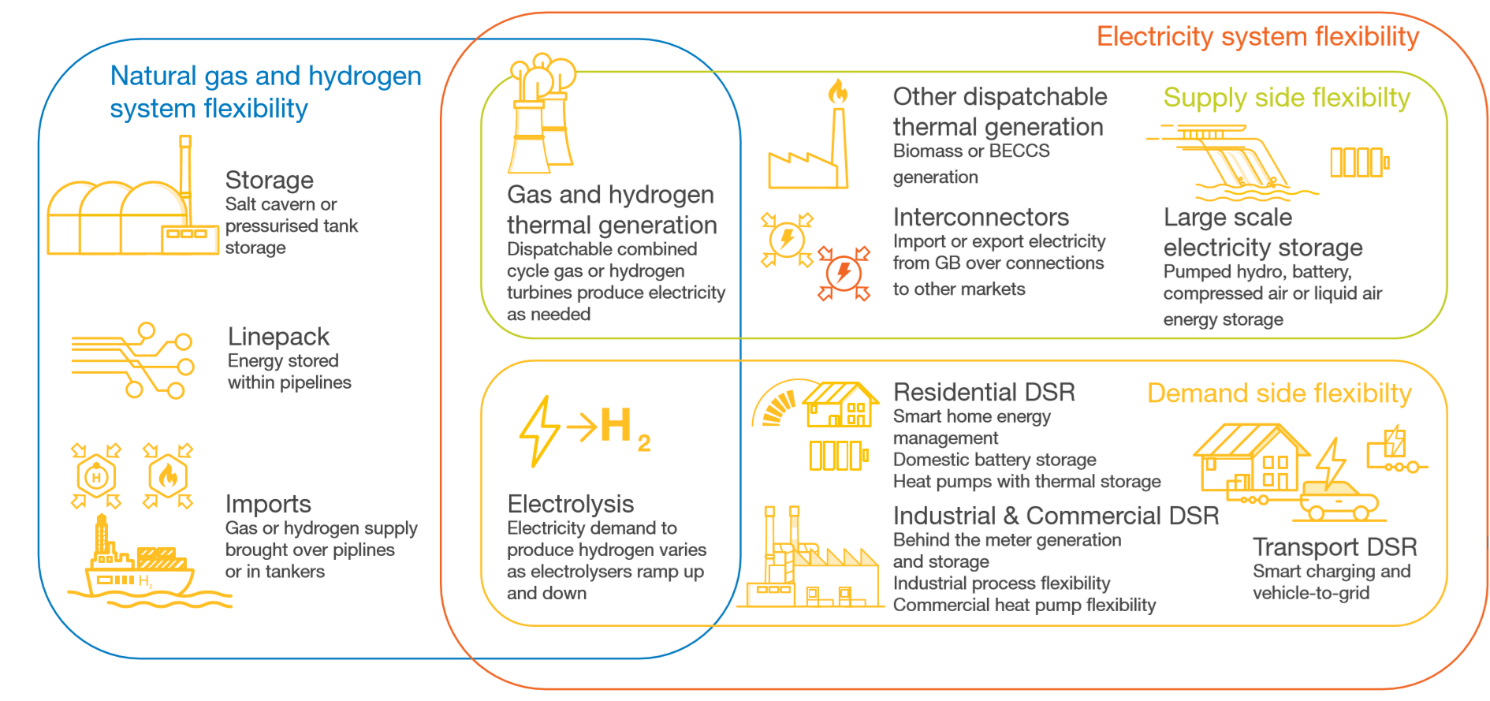 Electricity system flexibility
Natural gas and hydrogen
system flexibility
Storage
Salt cavern or
pressurised tank
storage
Linepack
Energy stored
within pipelines
H
Imports
Gas or hydrogen supply
brought over piplines
or in tankers
H2
Gas and hydrogen
thermal generation
Dispatchable combined
cycle gas or hydrogen
turbines produce electricity
as needed
Other dispatchable
thermal generation
Biomass or BECCS
generation
Interconnectors
Import or export electricity
from GB over connections
to other markets
Supply side flexibilty
Large scale
electricity storage
Pumped hydro, battery,
compressed air or liquid air
energy storage
H2
Electrolysis
Electricity demand to
produce hydrogen varies
as electrolysers ramp up
and down
Residential DSR
Smart home energy
management
Domestic battery storage
Heat pumps with thermal storage
Industrial & Commercial DSR
Behind the meter generation
and storage
Industrial process flexibility
Commercial heat pump flexibility
Demand side flexibilty
Transport DSR
Smart charging and
vehicle-to-grid